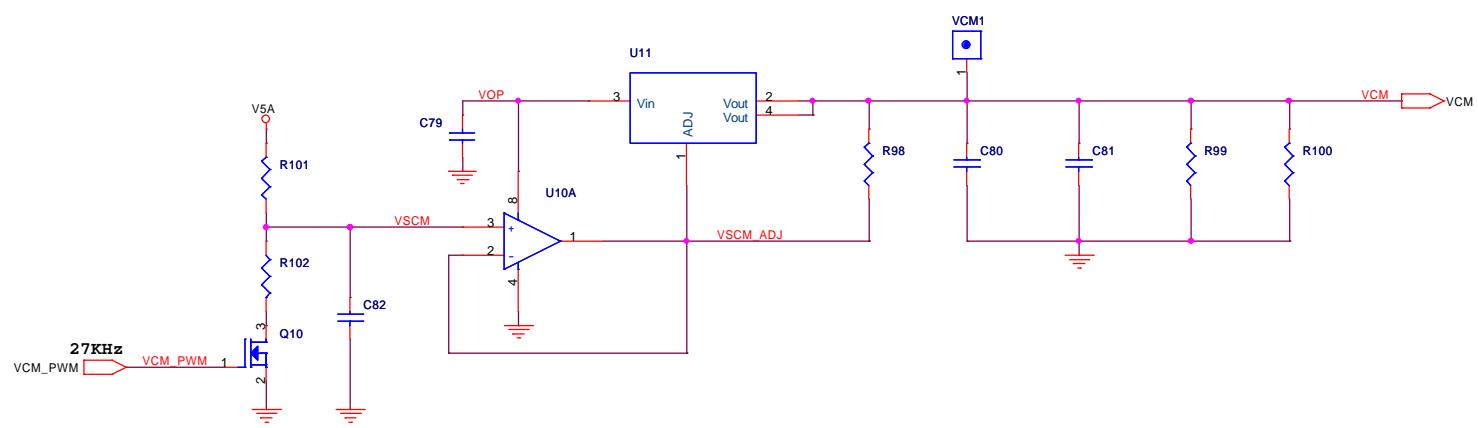 VCM1
U11
VOP
3
Vin
Vout
2
Vout
4
VCM
VCM
V5A
C79
ADJ
1
1
R98
C80
C81
R99
R100
R101
U10A
8
VSCM
3
+
1
VSCM_ADJ
2
-
4
R102
C82
3
Q10
27KHz
VCM_PWM
VCM_PWM
1
2